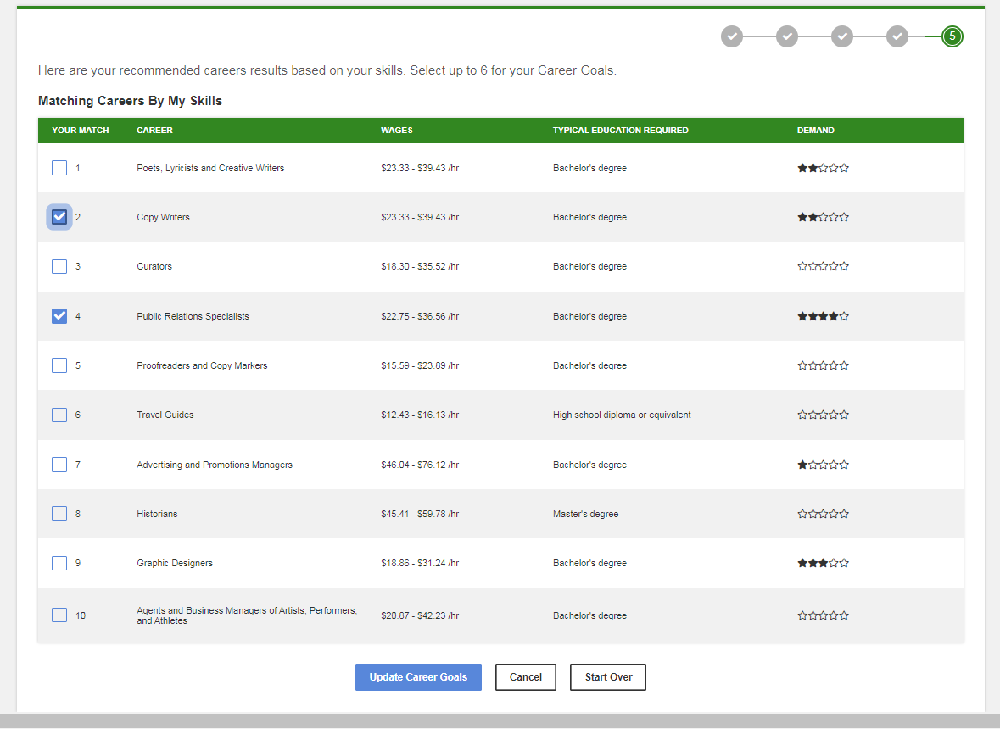 5
Here are your recommended careers results based on your skills. Select up to 6 for your Career Goals.
Matching Careers By My Skills
YOUR MATCH CAREER WAGES TYPICAL EDUCATION REQUIRED DEMAND
1 Poets, Lyricists and Creative Writers $23.33 - $39.43 /hr Bachelor's degree
2 Copy Writers $23.33 - $39.43 /hr Bachelor's degree
3 Curators $18.30 - $35.52 /hr Bachelor's degree
4 Public Relations Specialists $22.75 - $36.56 /hr Bachelor's degree
5 Proofreaders and Copy Markers $15.59 - $23.89 /hr Bachelor's degree
6 Travel Guides $12.43 - $16.13 /hr High school diploma or equivalent
7 Advertising and Promotions Managers $46.04 - $76.12 /hr Bachelor's degree
8 Historians $45.41 - $59.78 /hr Master's degree
9 Graphic Designers $18.86 - $31.24 /hr Bachelor's degree
10 Agents and Business Managers of Artists, Performers, $20.87 - $42.23 /hr Bachelor's degree
and Athletes
Update Career Goals Cancel Start Over